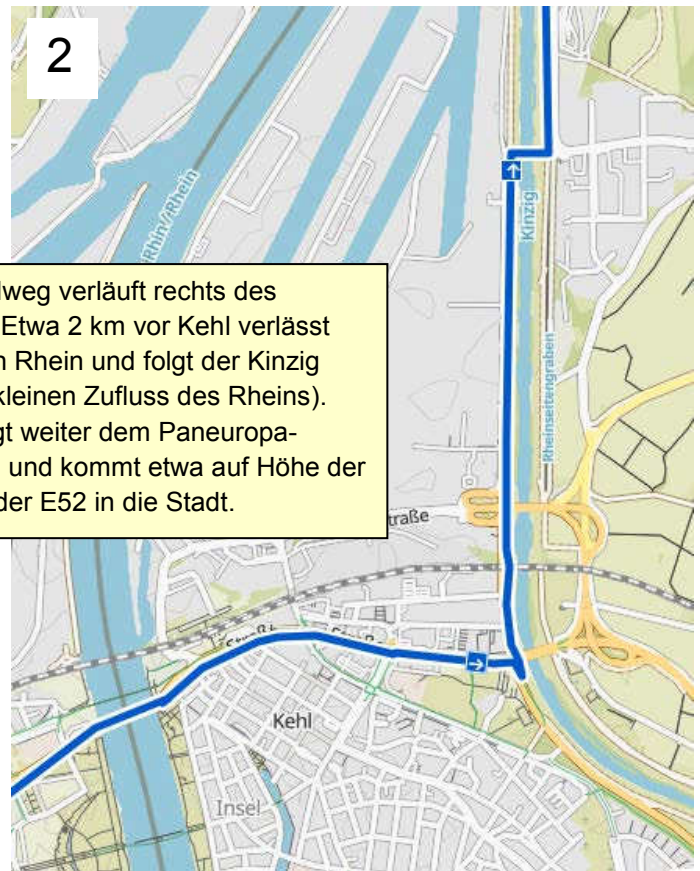 2
Rhin / Rhein
Kinzig
lweg verläuft rechts des
Etwa 2 km vor Kehl verlässt
n Rhein und folgt der Kinzig
kleinen Zufluss des Rheins).
gt weiter dem Paneuropa-
und kommt etwa auf Höhe der
der E52 in die Stadt.
Rheinseitengraben
raße
Kehl
Insel